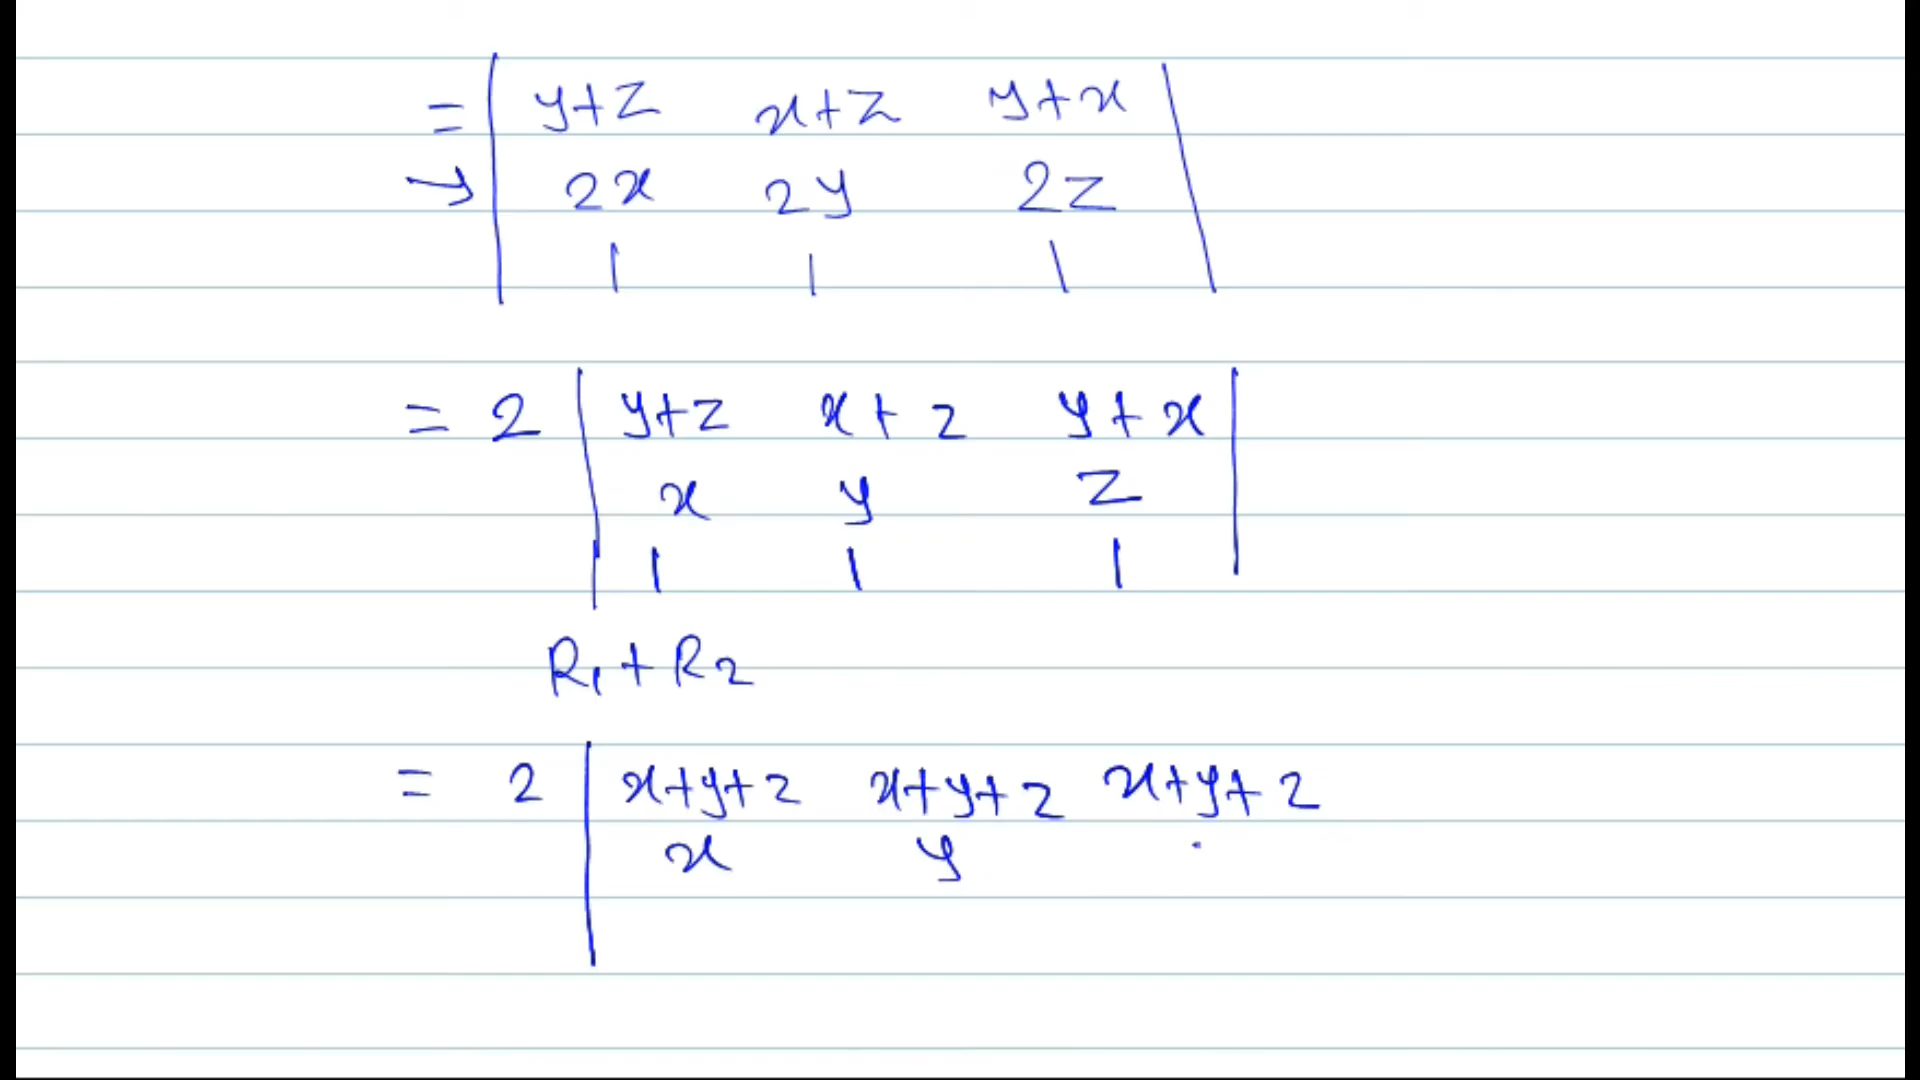 = | y+z x+z y+x |
→ | 2x 2y 2z |
| 1 1 1 |
= 2 | y+z x+z y+x |
| x y z |
| 1 1 1 |
R₁+R₂
= 2 | x+y+z x+y+z x+y+z
| x y